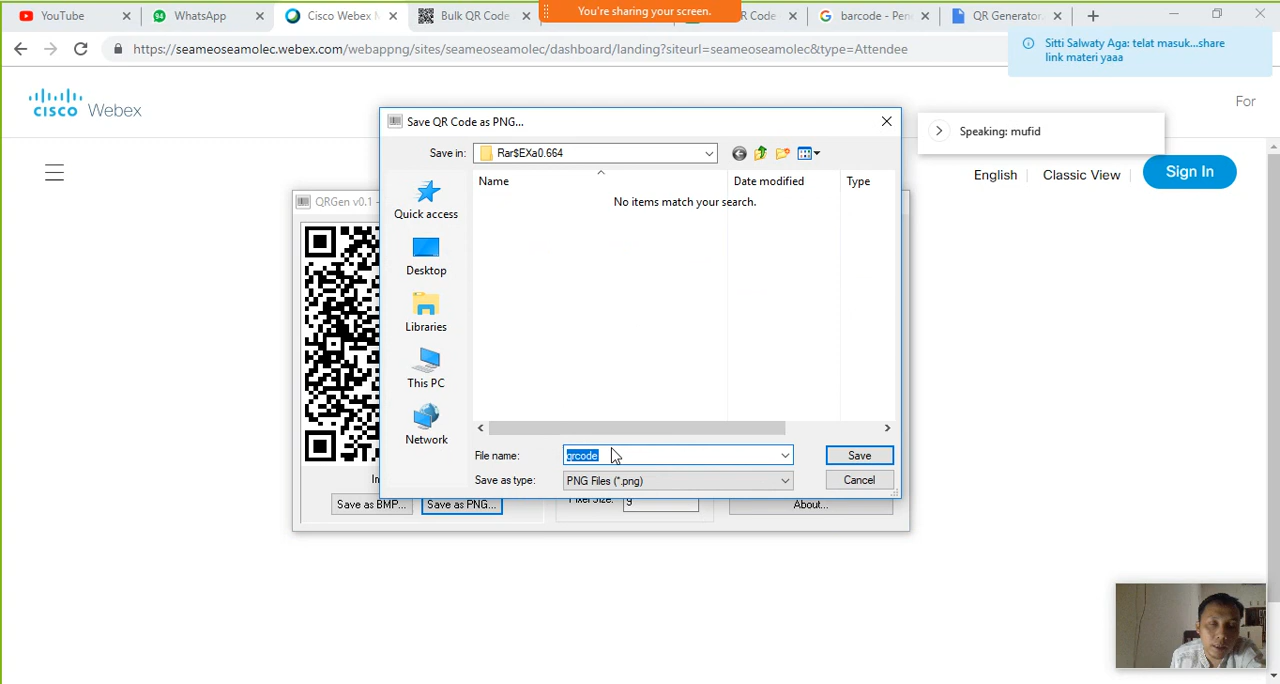 YouTube
WhatsApp
94
Cisco Webex M
Bulk QR Code
You're sharing your screen.
Code
barcode - Pen
QR Generator
https://seameoseamolec.webex.com/webappng/sites/seameoseamolec/dashboard/landing?siteurl=seameoseamolec&type=Attendee
Sitti Salwaty Aga: telat masuk...share
link materi yaaa
CISCO Webex
For
Speaking: mufid
English
Classic View
Sign In
QRGen v0.1 -
Save QR Code as PNG...
Save in:
Rar$EXa0.664
Name
Date modified
Type
No items match your search.
Quick access
Desktop
Libraries
This PC
Network
File name:
qrcode
Save
Save as type:
PNG Files (*.png)
Cancel
Save as BMP...
Save as PNG...
Pixel Size:
9
About...